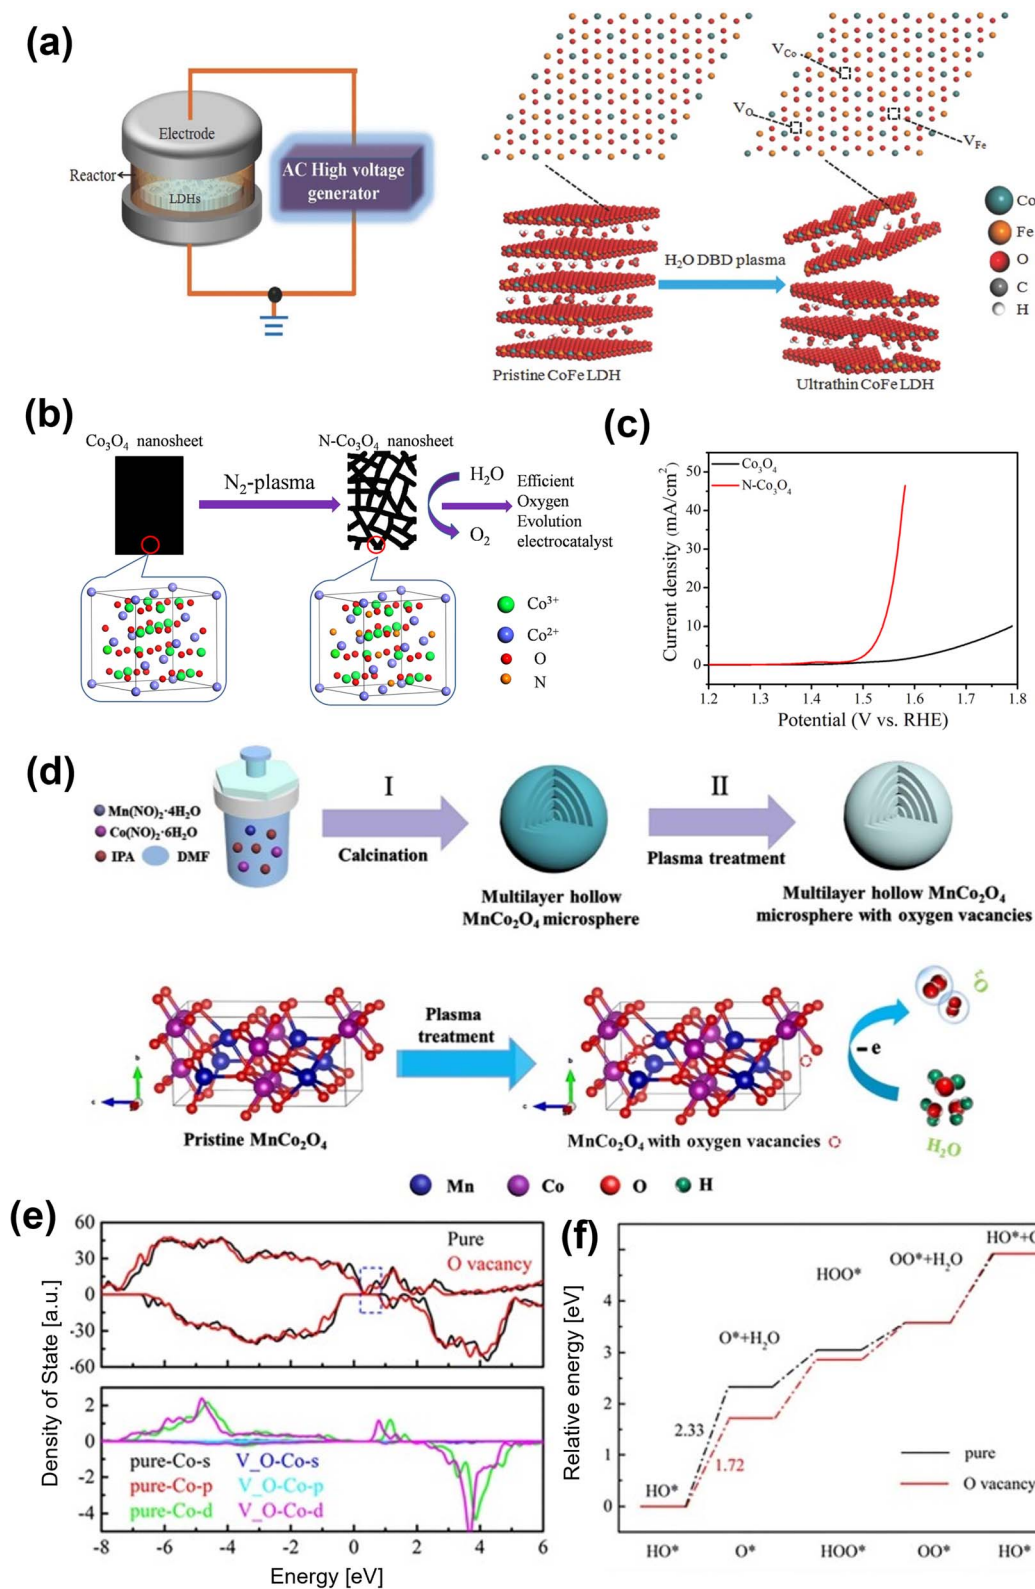 (a)
Electrode
Reactor
LDHs
AC High voltage
generator
V_Co
V_O
V_Fe
H₂O DBD plasma
Pristine CoFe LDH
Ultrathin CoFe LDH
Co
Fe
O
C
H
(b)
Co₃O₄ nanosheet
N₂-plasma
N-Co₃O₄ nanosheet
H₂O
O₂
Efficient
Oxygen
Evolution
electrocatalyst
Co³⁺
Co²⁺
O
N
(c)
Current density (mA/cm²)
Co₃O₄
N-Co₃O₄
50
40
30
20
10
0
1.2 1.3 1.4 1.5 1.6 1.7 1.8
Potential (V vs. RHE)
(d)
Mn(NO)₂·4H₂O
Co(NO)₂·6H₂O
IPA DMF
I
Calcination
Multilayer hollow
MnCo₂O₄ microsphere
II
Plasma treatment
Multilayer hollow MnCo₂O₄
microsphere with oxygen vacancies
b
c
Pristine MnCo₂O₄
Plasma
treatment
b
c
MnCo₂O₄ with oxygen vacancies
– e
H₂O
Mn Co O H
(e)
Density of State [a.u.]
60
30
0
-30
-60
Pure
O vacancy
2
0
-2
-4
pure-Co-s V_O-Co-s
pure-Co-p V_O-Co-p
pure-Co-d V_O-Co-d
-8 -6 -4 -2 0 2 4 6
Energy [eV]
(f)
Relative energy [eV]
5
4
3
2
1
0
HO*
O*+H₂O
HOO*
OO*+H₂O
2.33
1.72
pure
O vacancy
HO* O* HOO* OO* HO*